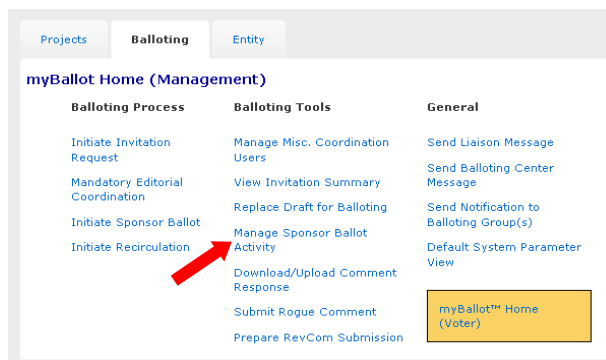 Projects
Balloting
Entity
myBallot Home (Management)
Balloting Process
Initiate Invitation
Request
Mandatory Editorial
Coordination
Initiate Sponsor Ballot
Initiate Recirculation
Balloting Tools
Manage Misc. Coordination
Users
View Invitation Summary
Replace Draft for Balloting
Manage Sponsor Ballot
Activity
Download/Upload Comment
Response
Submit Rogue Comment
Prepare RevCom Submission
General
Send Liaison Message
Send Balloting Center
Message
Send Notification to
Balloting Group(s)
Default System Parameter
View
myBallot™ Home
(Voter)